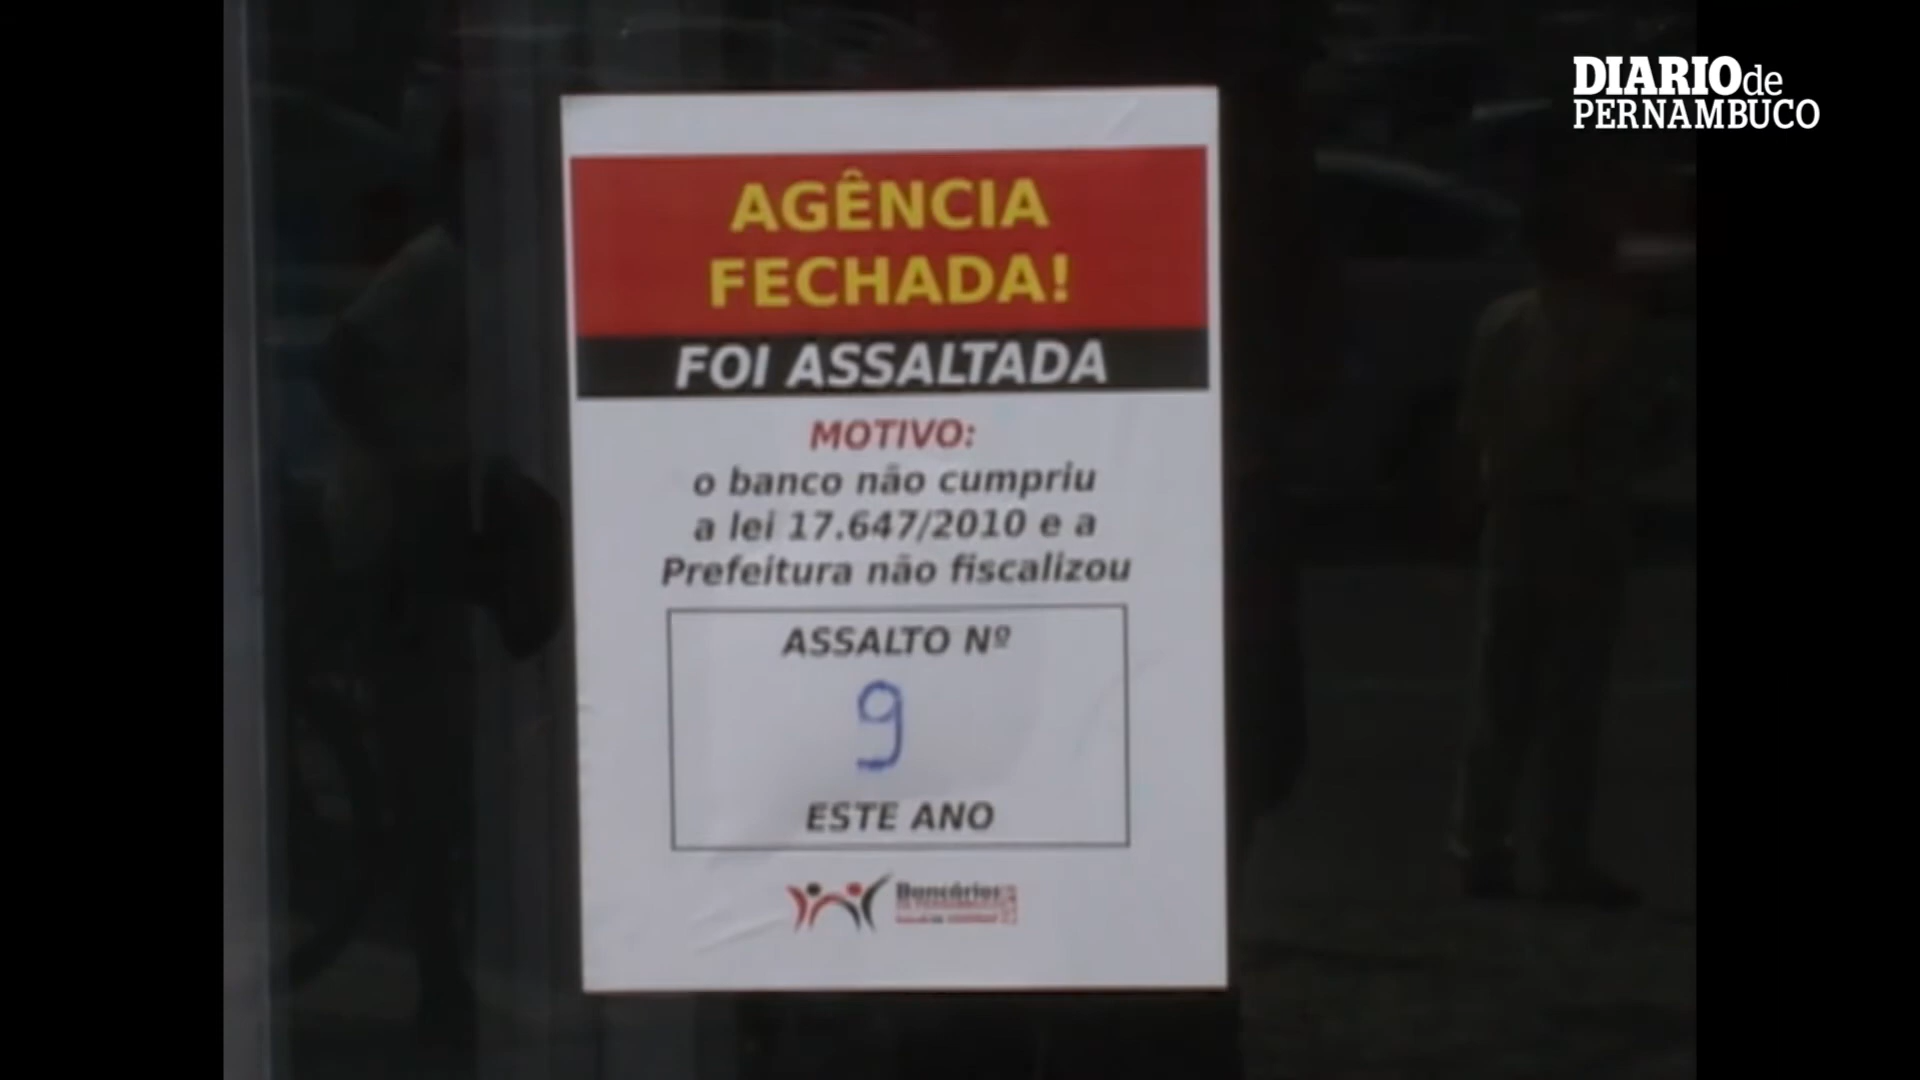 DIARIO de
PERNAMBUCO
AGÊNCIA
FECHADA!
FOI ASSALTADA
MOTIVO:
o banco não cumpriu
a lei 17.647/2010 e a
Prefeitura não fiscalizou
ASSALTO Nº
9
ESTE ANO
Bancários